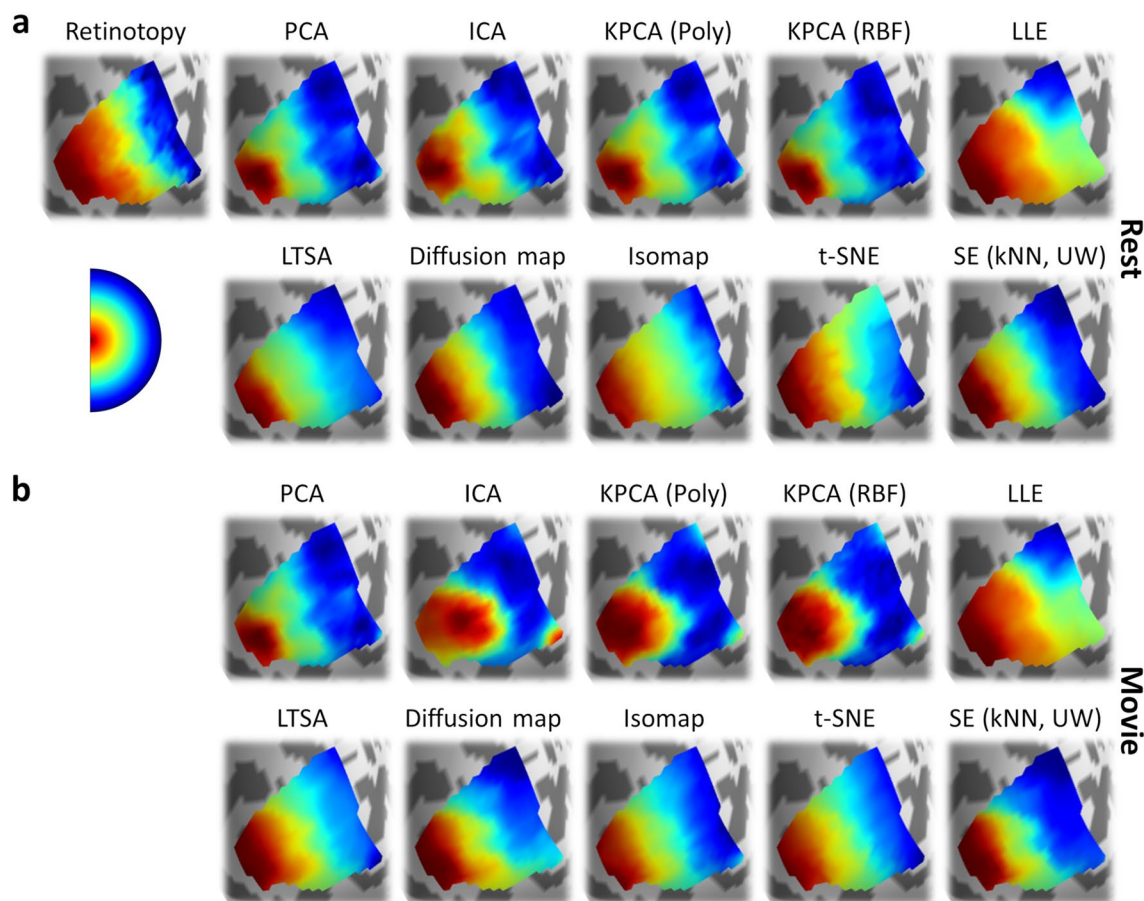 a
Retinotopy PCA ICA KPCA (Poly) KPCA (RBF) LLE
LTSA Diffusion map Isomap t-SNE SE (kNN, UW)
Rest
b
PCA ICA KPCA (Poly) KPCA (RBF) LLE
LTSA Diffusion map Isomap t-SNE SE (kNN, UW)
Movie